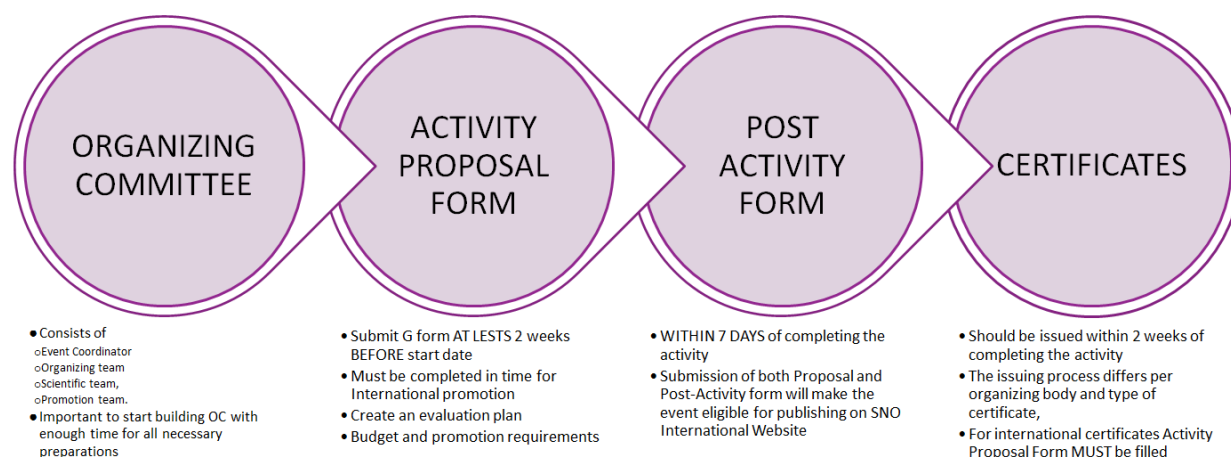 ORGANIZING
COMMITTEE
ACTIVITY
PROPOSAL
FORM
POST
ACTIVITY
FORM
CERTIFICATES
● Consists of
oEvent Coordinator
oOrganizing team
oScientific team,
oPromotion team.
● Important to start building OC with
enough time for all necessary
preparations
• Submit G form AT LESTS 2 weeks
BEFORE start date
• Must be completed in time for
International promotion
• Create an evaluation plan
• Budget and promotion requirements
• WITHIN 7 DAYS of completing the
activity
• Submission of both Proposal and
Post-Activity form will make the
event eligible for publishing on SNO
International Website
• Should be issued within 2 weeks of
completing the activity
• The issuing process differs per
organizing body and type of
certificate,
• For international certificates Activity
Proposal Form MUST be filled